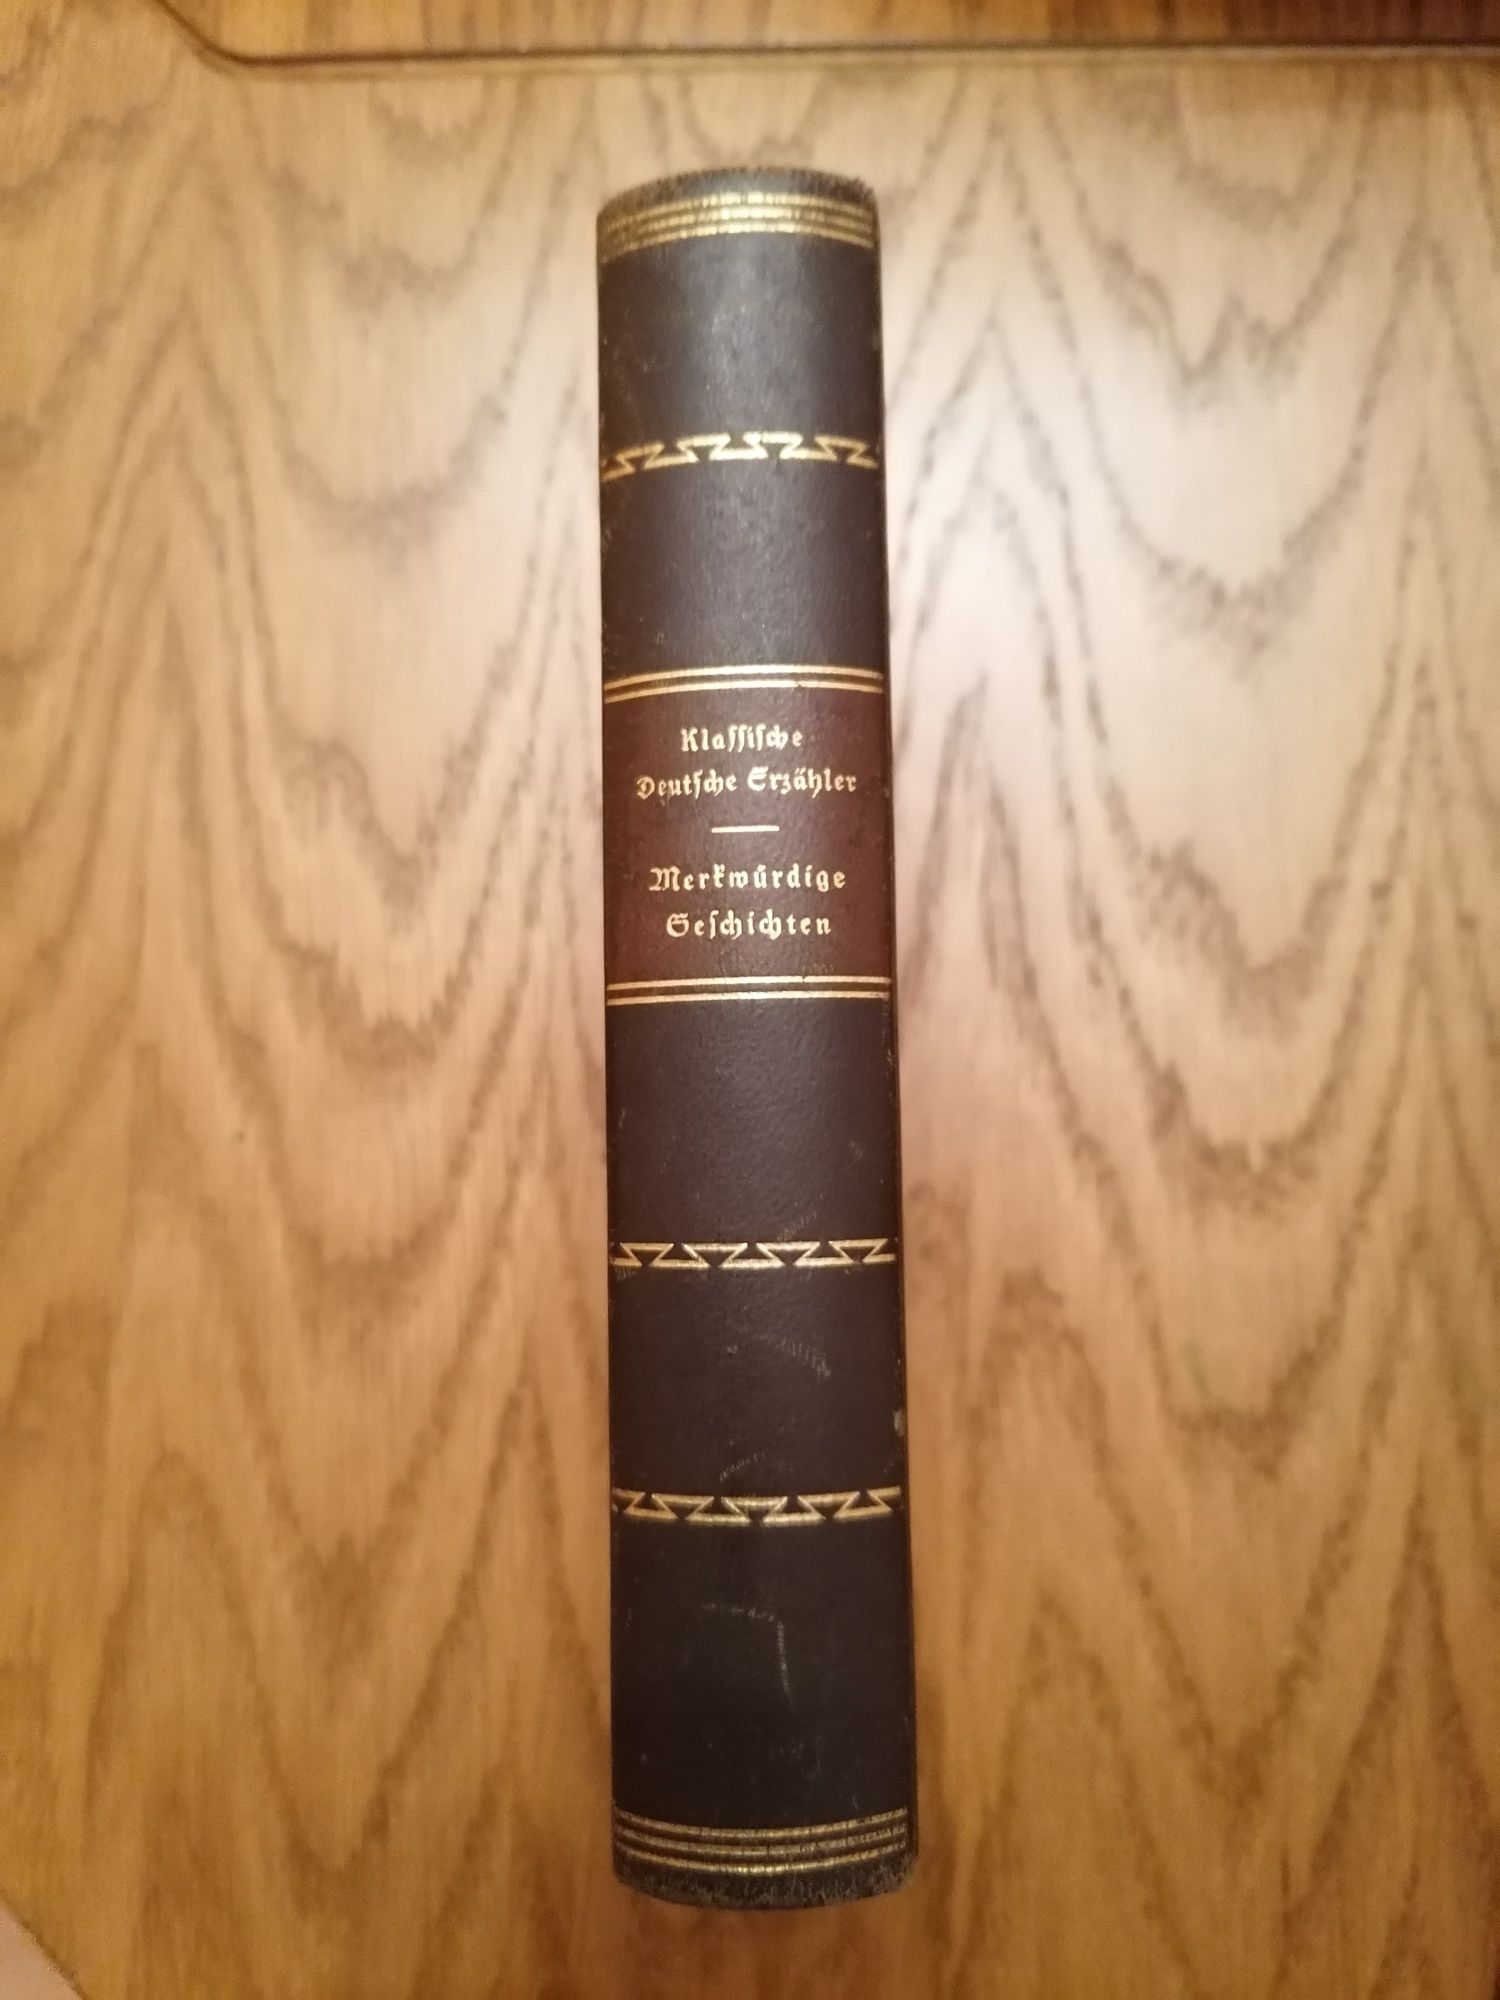 Klassische
Deutsche Erzähler
Merkwürdige
Geschichten